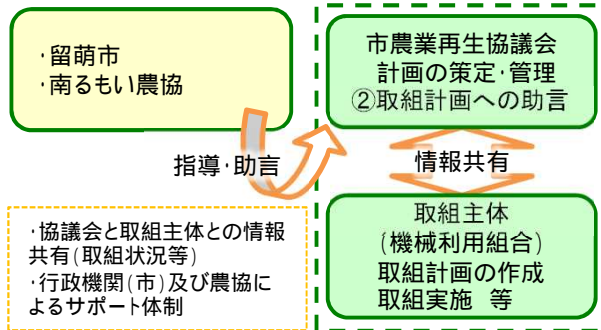 ・留萌市
・南るもい農協
市農業再生協議会
計画の策定・管理
②取組計画への助言
指導・助言
情報共有
・協議会と取組主体との情報
共有(取組状況等)
・行政機関(市)及び農協に
よるサポート体制
取組主体
(機械利用組合)
取組計画の作成
取組実施 等